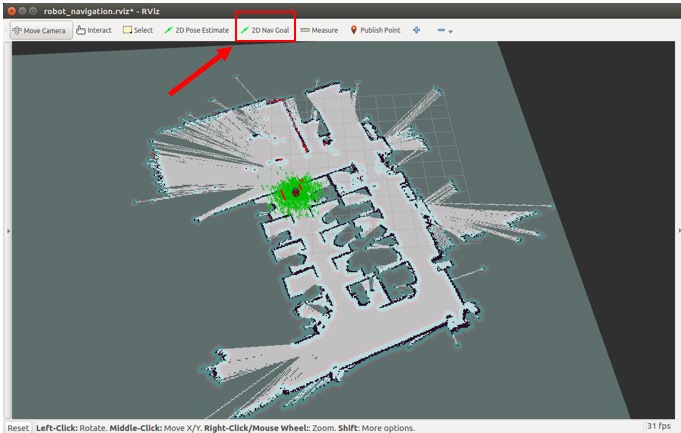 robot_navigation.rviz* - RViz
Move Camera Interact Select 2D Pose Estimate 2D Nav Goal Measure Publish Point
Reset Left-Click: Rotate. Middle-Click: Move X/Y. Right-Click/Mouse Wheel:: Zoom. Shift: More options. 31 fps